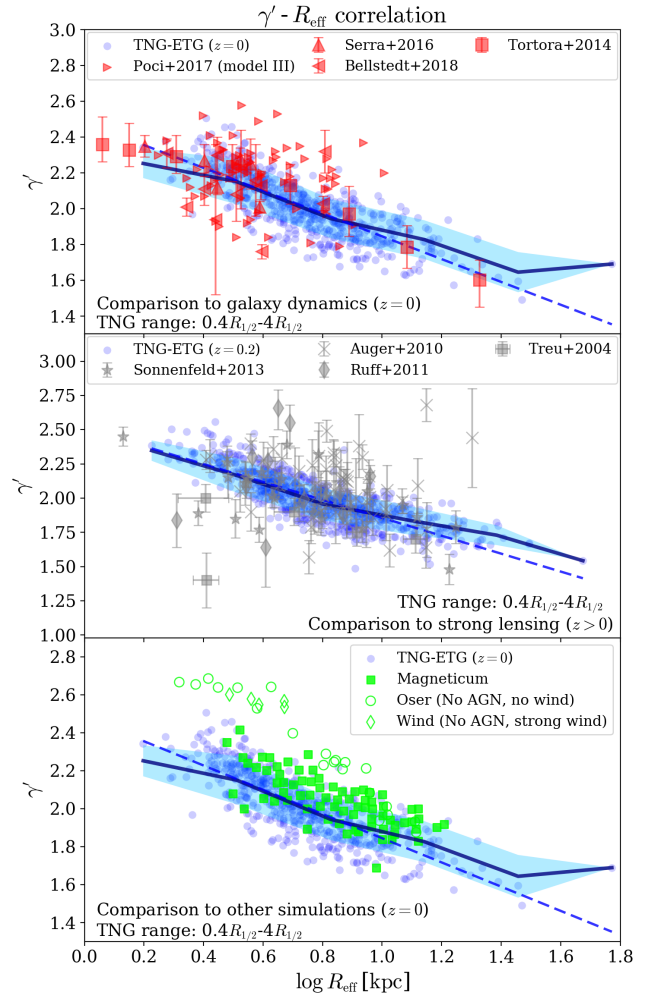 γ′ - R_eff correlation
3.0
TNG-ETG (z = 0)
Serra+2016
Tortora+2014
Poci+2017 (model III)
Bellstedt+2018
2.8
2.6
2.4
2.2
γ′
2.0
1.8
1.6
1.4
Comparison to galaxy dynamics (z = 0)
TNG range: 0.4R_1/2-4R_1/2
TNG-ETG (z = 0.2)
Auger+2010
Treu+2004
Sonnenfeld+2013
Ruff+2011
3.00
2.75
2.50
2.25
γ′
2.00
1.75
1.50
1.25
1.00
TNG range: 0.4R_1/2-4R_1/2
Comparison to strong lensing (z > 0)
TNG-ETG (z = 0)
Magneticum
Oser (No AGN, no wind)
Wind (No AGN, strong wind)
2.8
2.6
2.4
2.2
γ′
2.0
1.8
1.6
1.4
Comparison to other simulations (z = 0)
TNG range: 0.4R_1/2-4R_1/2
0.0 0.2 0.4 0.6 0.8 1.0 1.2 1.4 1.6 1.8
log R_eff [kpc]